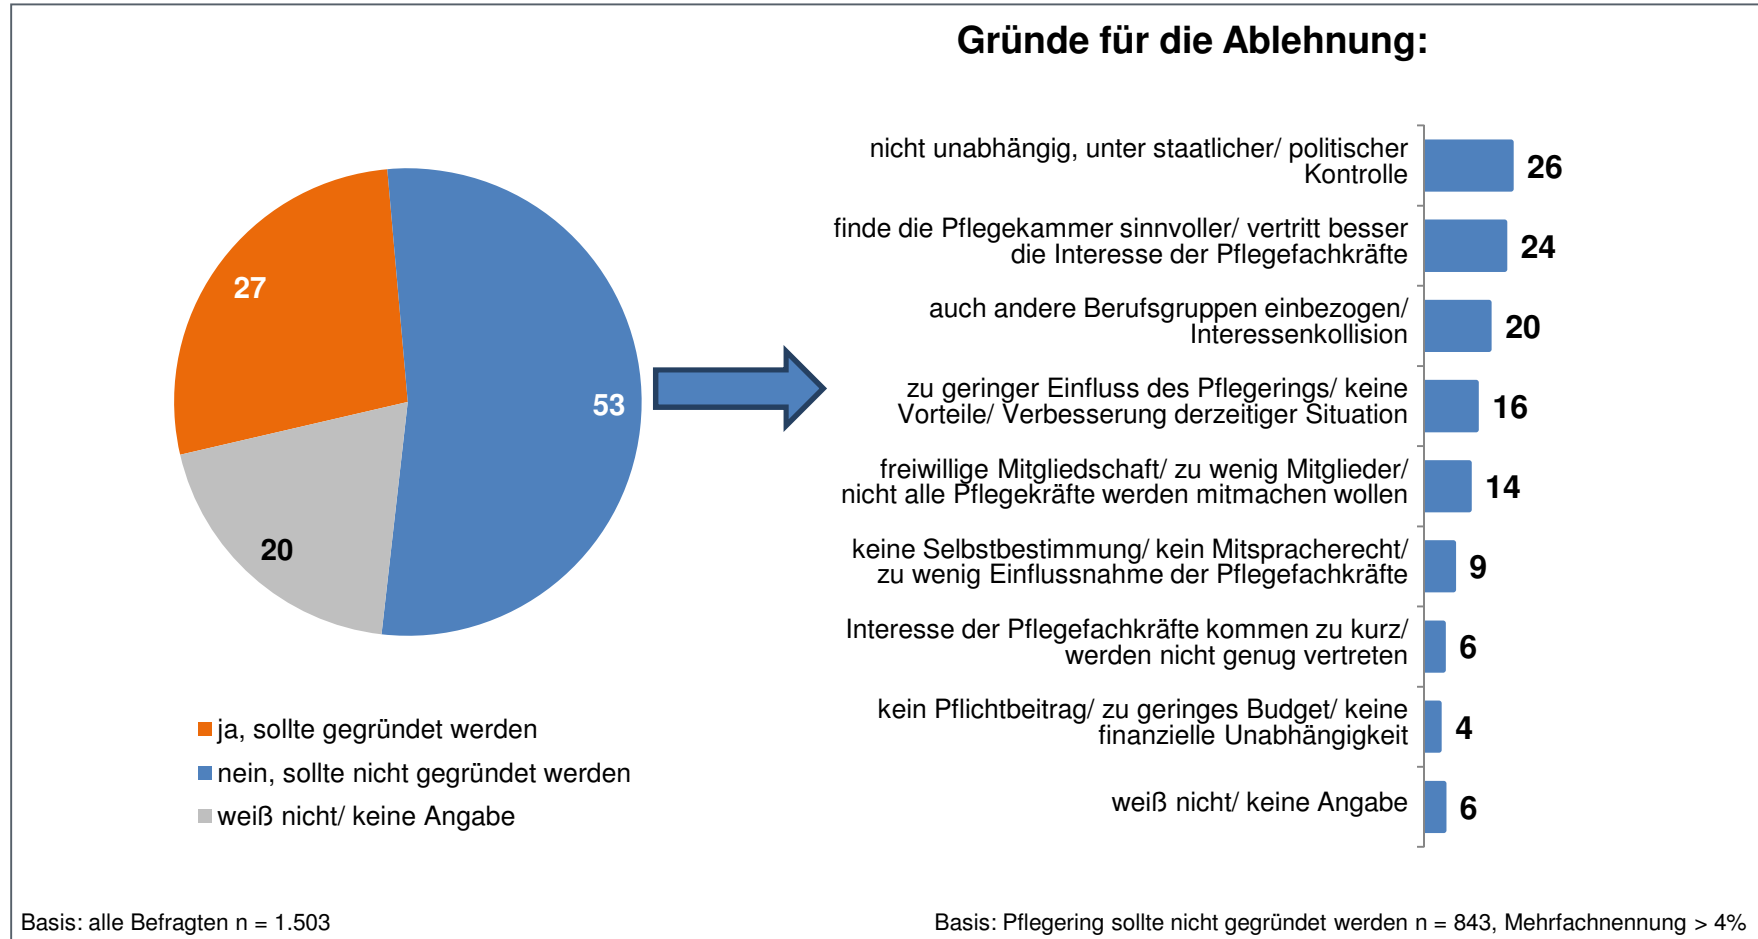 Gründe für die Ablehnung:
27
53
20
ja, sollte gegründet werden
nein, sollte nicht gegründet werden
weiß nicht/ keine Angabe
nicht unabhängig, unter staatlicher/ politischer
Kontrolle
26
finde die Pflegekammer sinnvoller/ vertritt besser
die Interesse der Pflegefachkräfte
24
auch andere Berufsgruppen einbezogen/
Interessenkollision
20
zu geringer Einfluss des Pflegerings/ keine
Vorteile/ Verbesserung derzeitiger Situation
16
freiwillige Mitgliedschaft/ zu wenig Mitglieder/
nicht alle Pflegekräfte werden mitmachen wollen
14
keine Selbstbestimmung/ kein Mitspracherecht/
zu wenig Einflussnahme der Pflegefachkräfte
9
Interesse der Pflegefachkräfte kommen zu kurz/
werden nicht genug vertreten
6
kein Pflichtbeitrag/ zu geringes Budget/ keine
finanzielle Unabhängigkeit
4
weiß nicht/ keine Angabe
6
Basis: alle Befragten n = 1.503
Basis: Pflegering sollte nicht gegründet werden n = 843, Mehrfachnennung > 4%